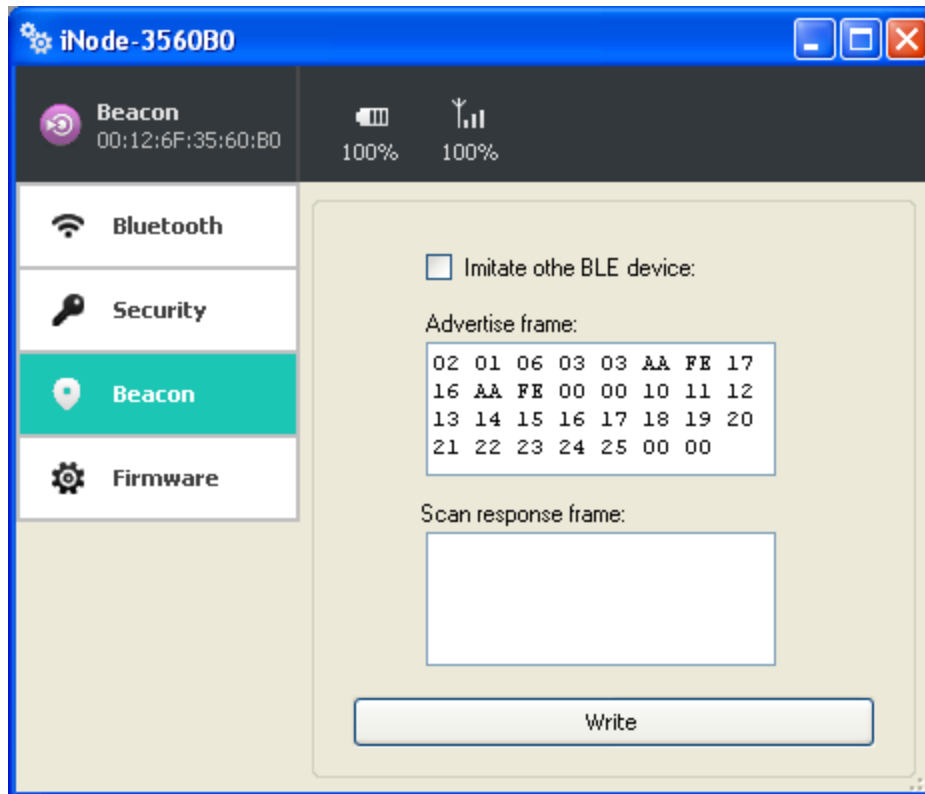 iNode-3560B0
Beacon
00:12:6F:35:60:B0
100%
100%
Bluetooth
Security
Beacon
Firmware
Imitate othe BLE device:
Advertise frame:
02 01 06 03 03 AA FE 17
16 AA FE 00 00 10 11 12
13 14 15 16 17 18 19 20
21 22 23 24 25 00 00
Scan response frame:
Write